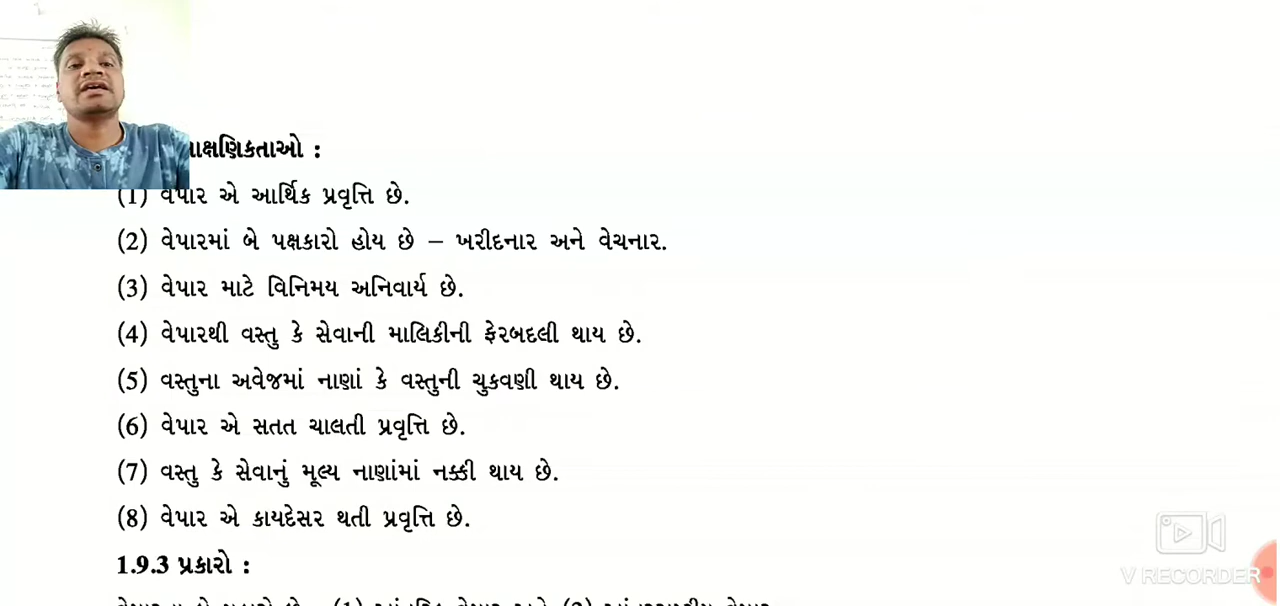 (1) વેપાર એ આર્થિક પ્રવૃત્તિ છે.
(2) વેપારમાં બે પક્ષકારો હોય છે – ખરીદનાર અને વેચનાર.
(3) વેપાર માટે વિનિમય અનિવાર્ય છે.
(4) વેપારથી વસ્તુ કે સેવાની માલિકીની ફેરબદલી થાય છે.
(5) વસ્તુના અવેજમાં નાણાં કે વસ્તુની ચુકવણી થાય છે.
(6) વેપાર એ સતત ચાલતી પ્રવૃત્તિ છે.
(7) વસ્તુ કે સેવાનું મૂલ્ય નાણાંમાં નક્કી થાય છે.
(8) વેપાર એ કાયદેસર થતી પ્રવૃત્તિ છે.
V RECORDER
1.9.3 પ્રકારો :